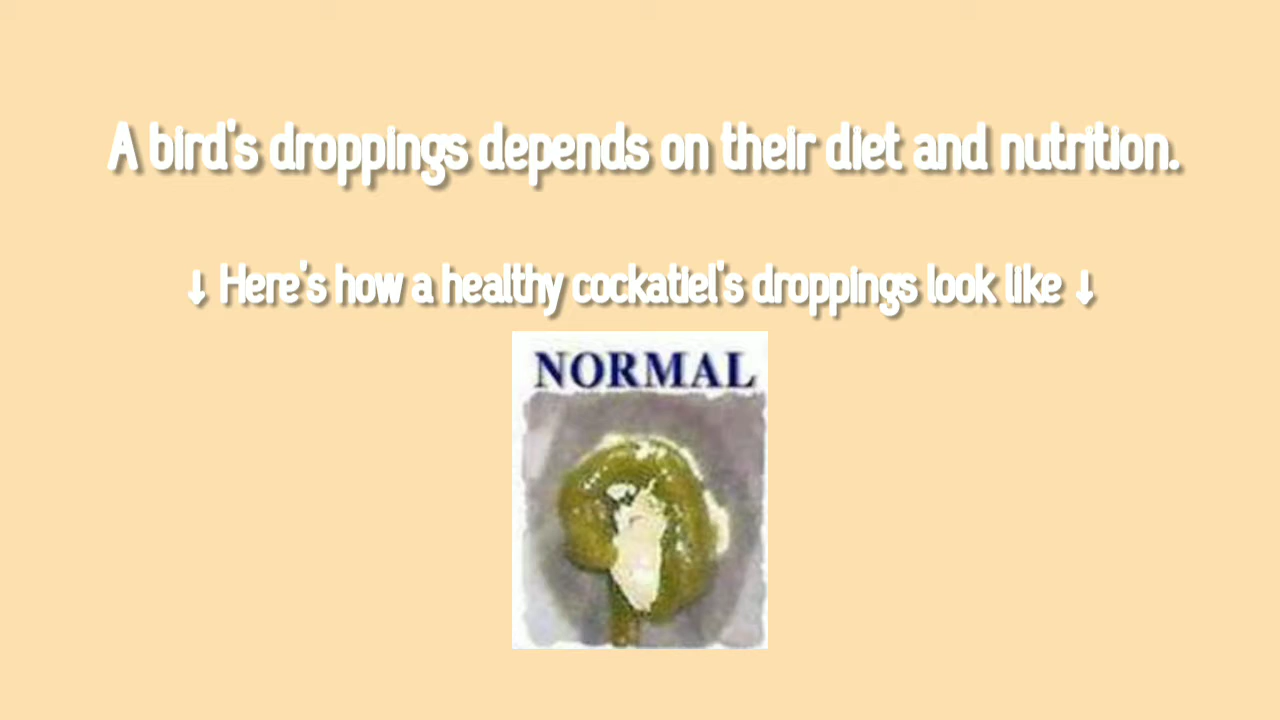 A bird's droppings depends on their diet and nutrition.
↓ Here's how a healthy cockatiel's droppings look like ↓
NORMAL